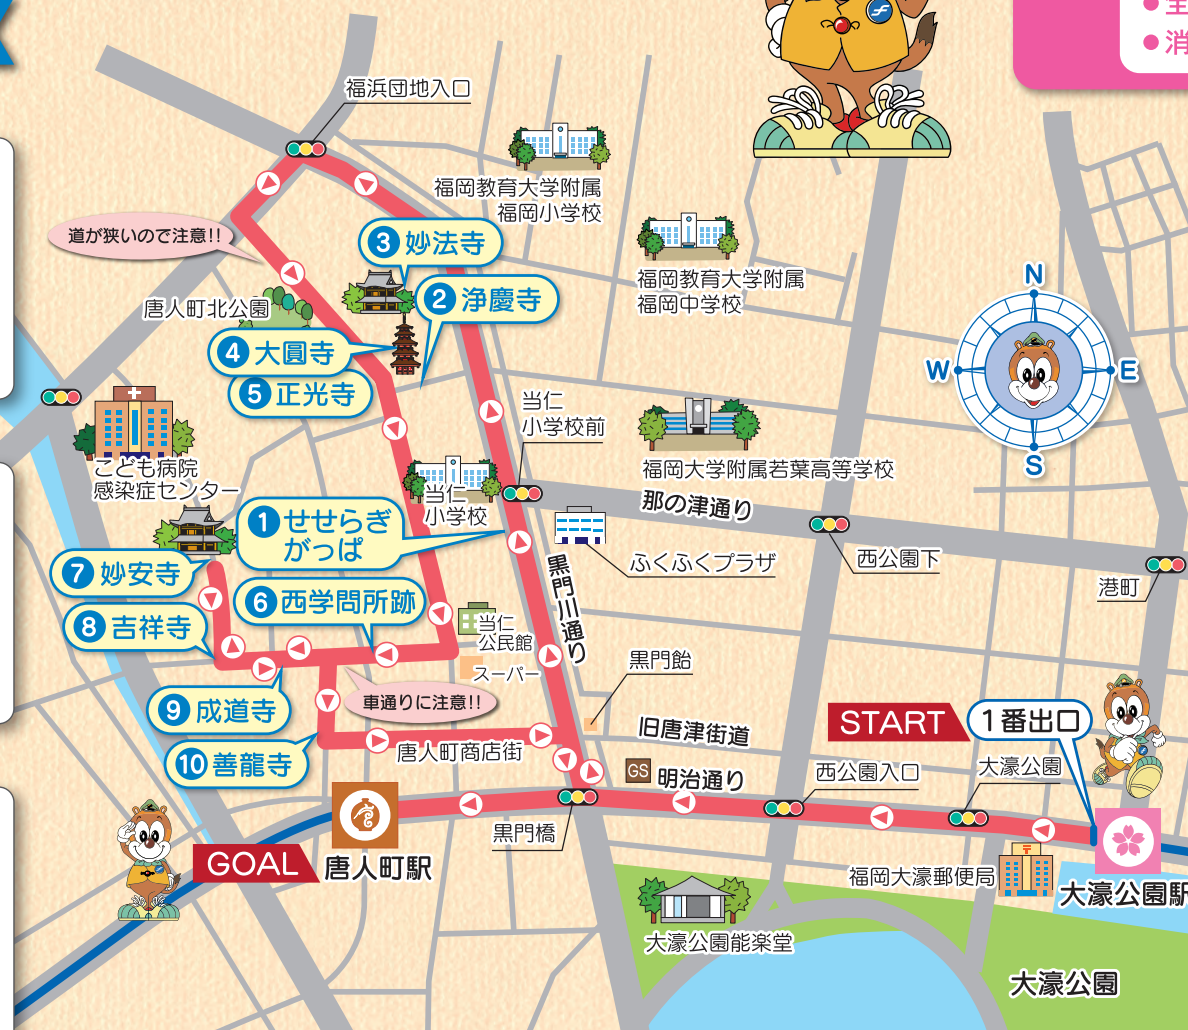 全
消
福浜団地入口
福岡教育大学附属
福岡小学校
道が狭いので注意!!
3 妙法寺
福岡教育大学附属
福岡中学校
2 浄慶寺
唐人町北公園
N
W
E
S
4 大圓寺
5 正光寺
当仁
小学校前
こども病院
感染症センター
当仁
小学校
福岡大学附属若葉高等学校
那の津通り
1 せせらぎ
がっぱ
ふくふくプラザ
西公園下
港町
7 妙安寺
6 西学問所跡
黒門川通り
8 吉祥寺
当仁
公民館
スーパー
黒門飴
車通りに注意!!
9 成道寺
旧唐津街道
START
1番出口
10 善龍寺
唐人町商店街
GS
明治通り
西公園入口
大濠公園
黒門橋
GOAL
唐人町駅
福岡大濠郵便局
大濠公園駅
大濠公園能楽堂
大濠公園